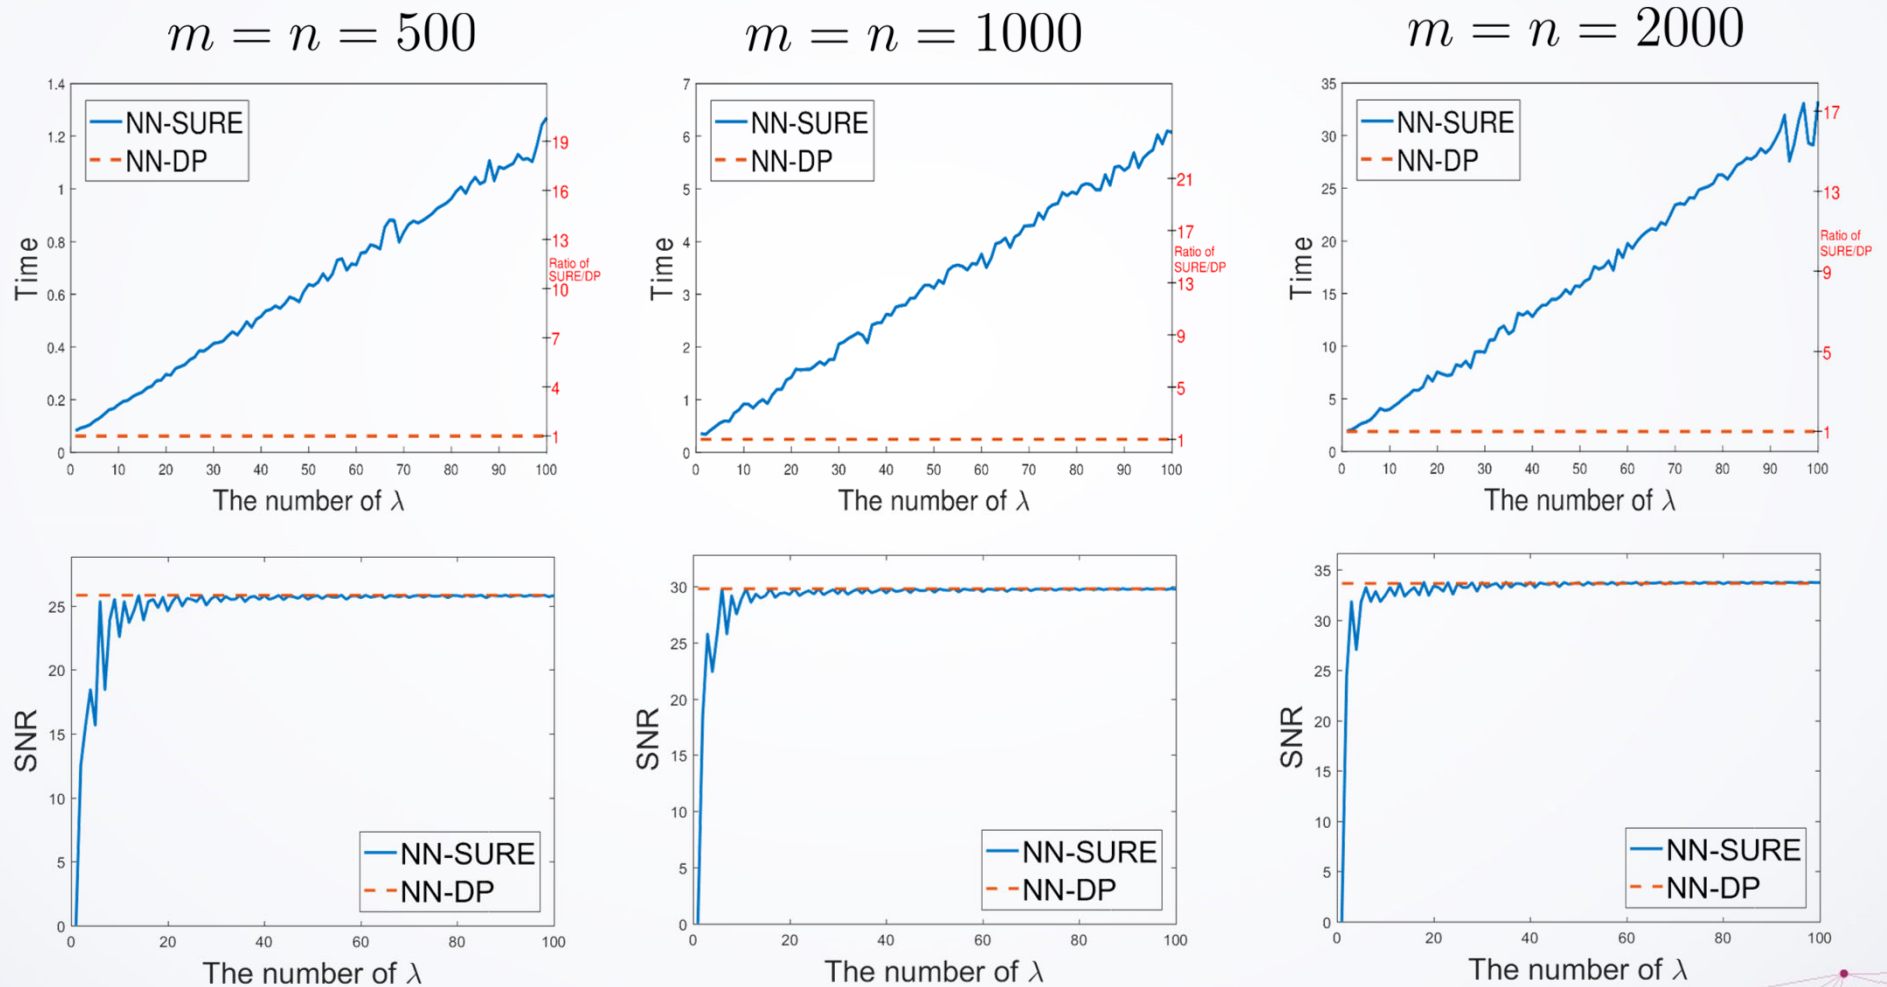 m = n = 500
m = n = 1000
m = n = 2000
1.4
1.2
1
0.8
0.6
0.4
0.2
0
NN-SURE
NN-DP
Time
19
16
13
Ratio of
SURE/DP
10
7
4
1
0 10 20 30 40 50 60 70 80 90 100
The number of λ
7
6
5
4
3
2
1
0
NN-SURE
NN-DP
Time
21
17
Ratio of
SURE/DP
13
9
5
1
0 10 20 30 40 50 60 70 80 90 100
The number of λ
35
30
25
20
15
10
5
0
NN-SURE
NN-DP
Time
17
13
Ratio of
SURE/DP
9
5
1
0 10 20 30 40 50 60 70 80 90 100
The number of λ
25
20
15
10
5
0
SNR
NN-SURE
NN-DP
0 20 40 60 80 100
The number of λ
30
25
20
15
10
5
0
SNR
NN-SURE
NN-DP
0 20 40 60 80 100
The number of λ
35
30
25
20
15
10
5
0
SNR
NN-SURE
NN-DP
0 20 40 60 80 100
The number of λ